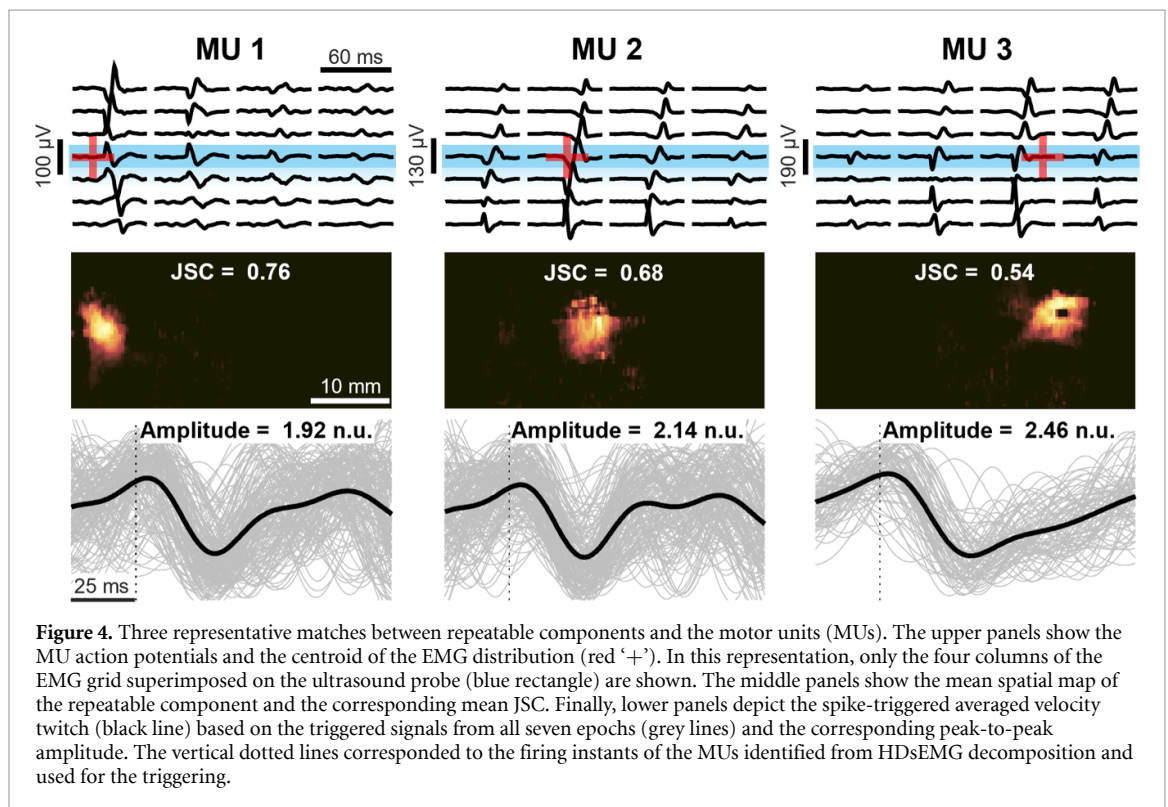 MU 1
MU 2
MU 3
60 ms
100 µV
130 µV
190 µV
JSC = 0.76
JSC = 0.68
JSC = 0.54
10 mm
Amplitude = 1.92 n.u.
Amplitude = 2.14 n.u.
Amplitude = 2.46 n.u.
25 ms
Figure 4. Three representative matches between repeatable components and the motor units (MUs). The upper panels show the
MU action potentials and the centroid of the EMG distribution (red ‘+’). In this representation, only the four columns of the
EMG grid superimposed on the ultrasound probe (blue rectangle) are shown. The middle panels show the mean spatial map of
the repeatable component and the corresponding mean JSC. Finally, lower panels depict the spike-triggered averaged velocity
twitch (black line) based on the triggered signals from all seven epochs (grey lines) and the corresponding peak-to-peak
amplitude. The vertical dotted lines corresponded to the firing instants of the MUs identified from HDsEMG decomposition and
used for the triggering.